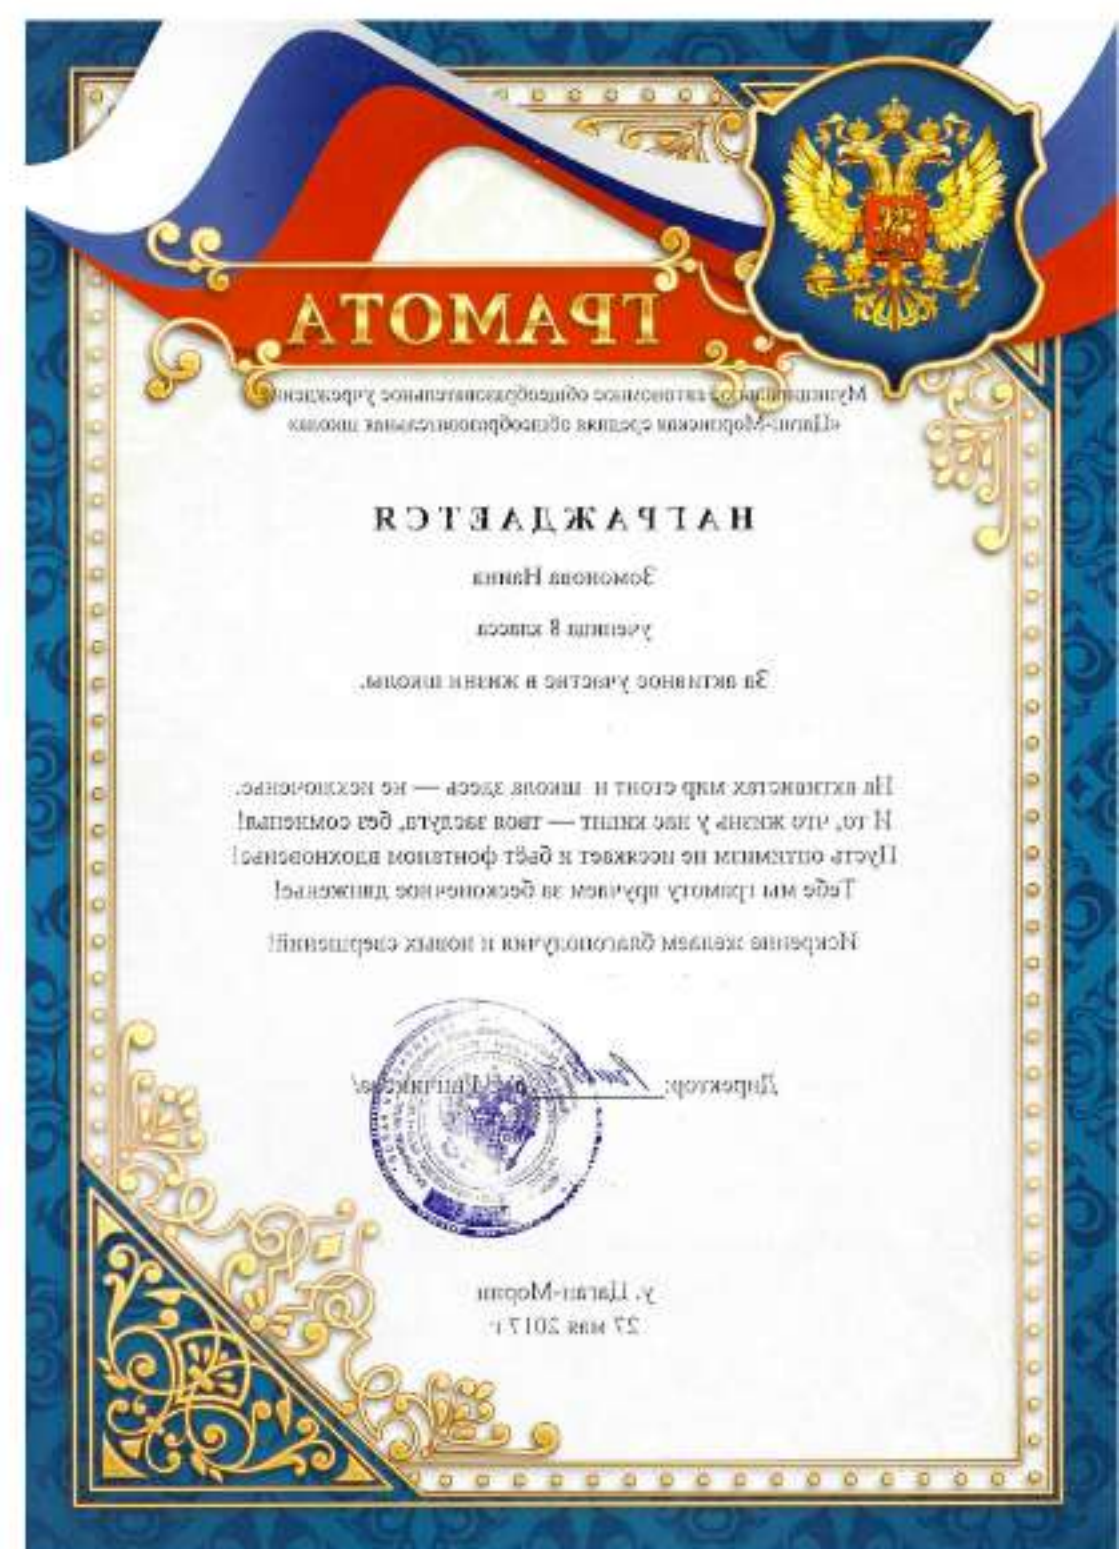 ГРАМОТА
Муниципальное автономное общеобразовательное учреждение
«Цаган-Моринская средняя общеобразовательная школа»
НАГРАЖДАЕТСЯ
Зомонова Нанна
ученица 8 класса
За активное участие в жизни школы.
На активистах мир стоит и школа здесь — не исключенье.
И то, что жизнь у нас кипит — твоя заслуга, без сомненья!
Пусть оптимизм не иссякает и бьёт фонтаном вдохновенье!
Тебе мы грамоту вручаем за бесконечное движенье!
Искренне желаем благополучия и новых свершений!
Директор:
у. Цаган-Морин
27 мая 2017 г